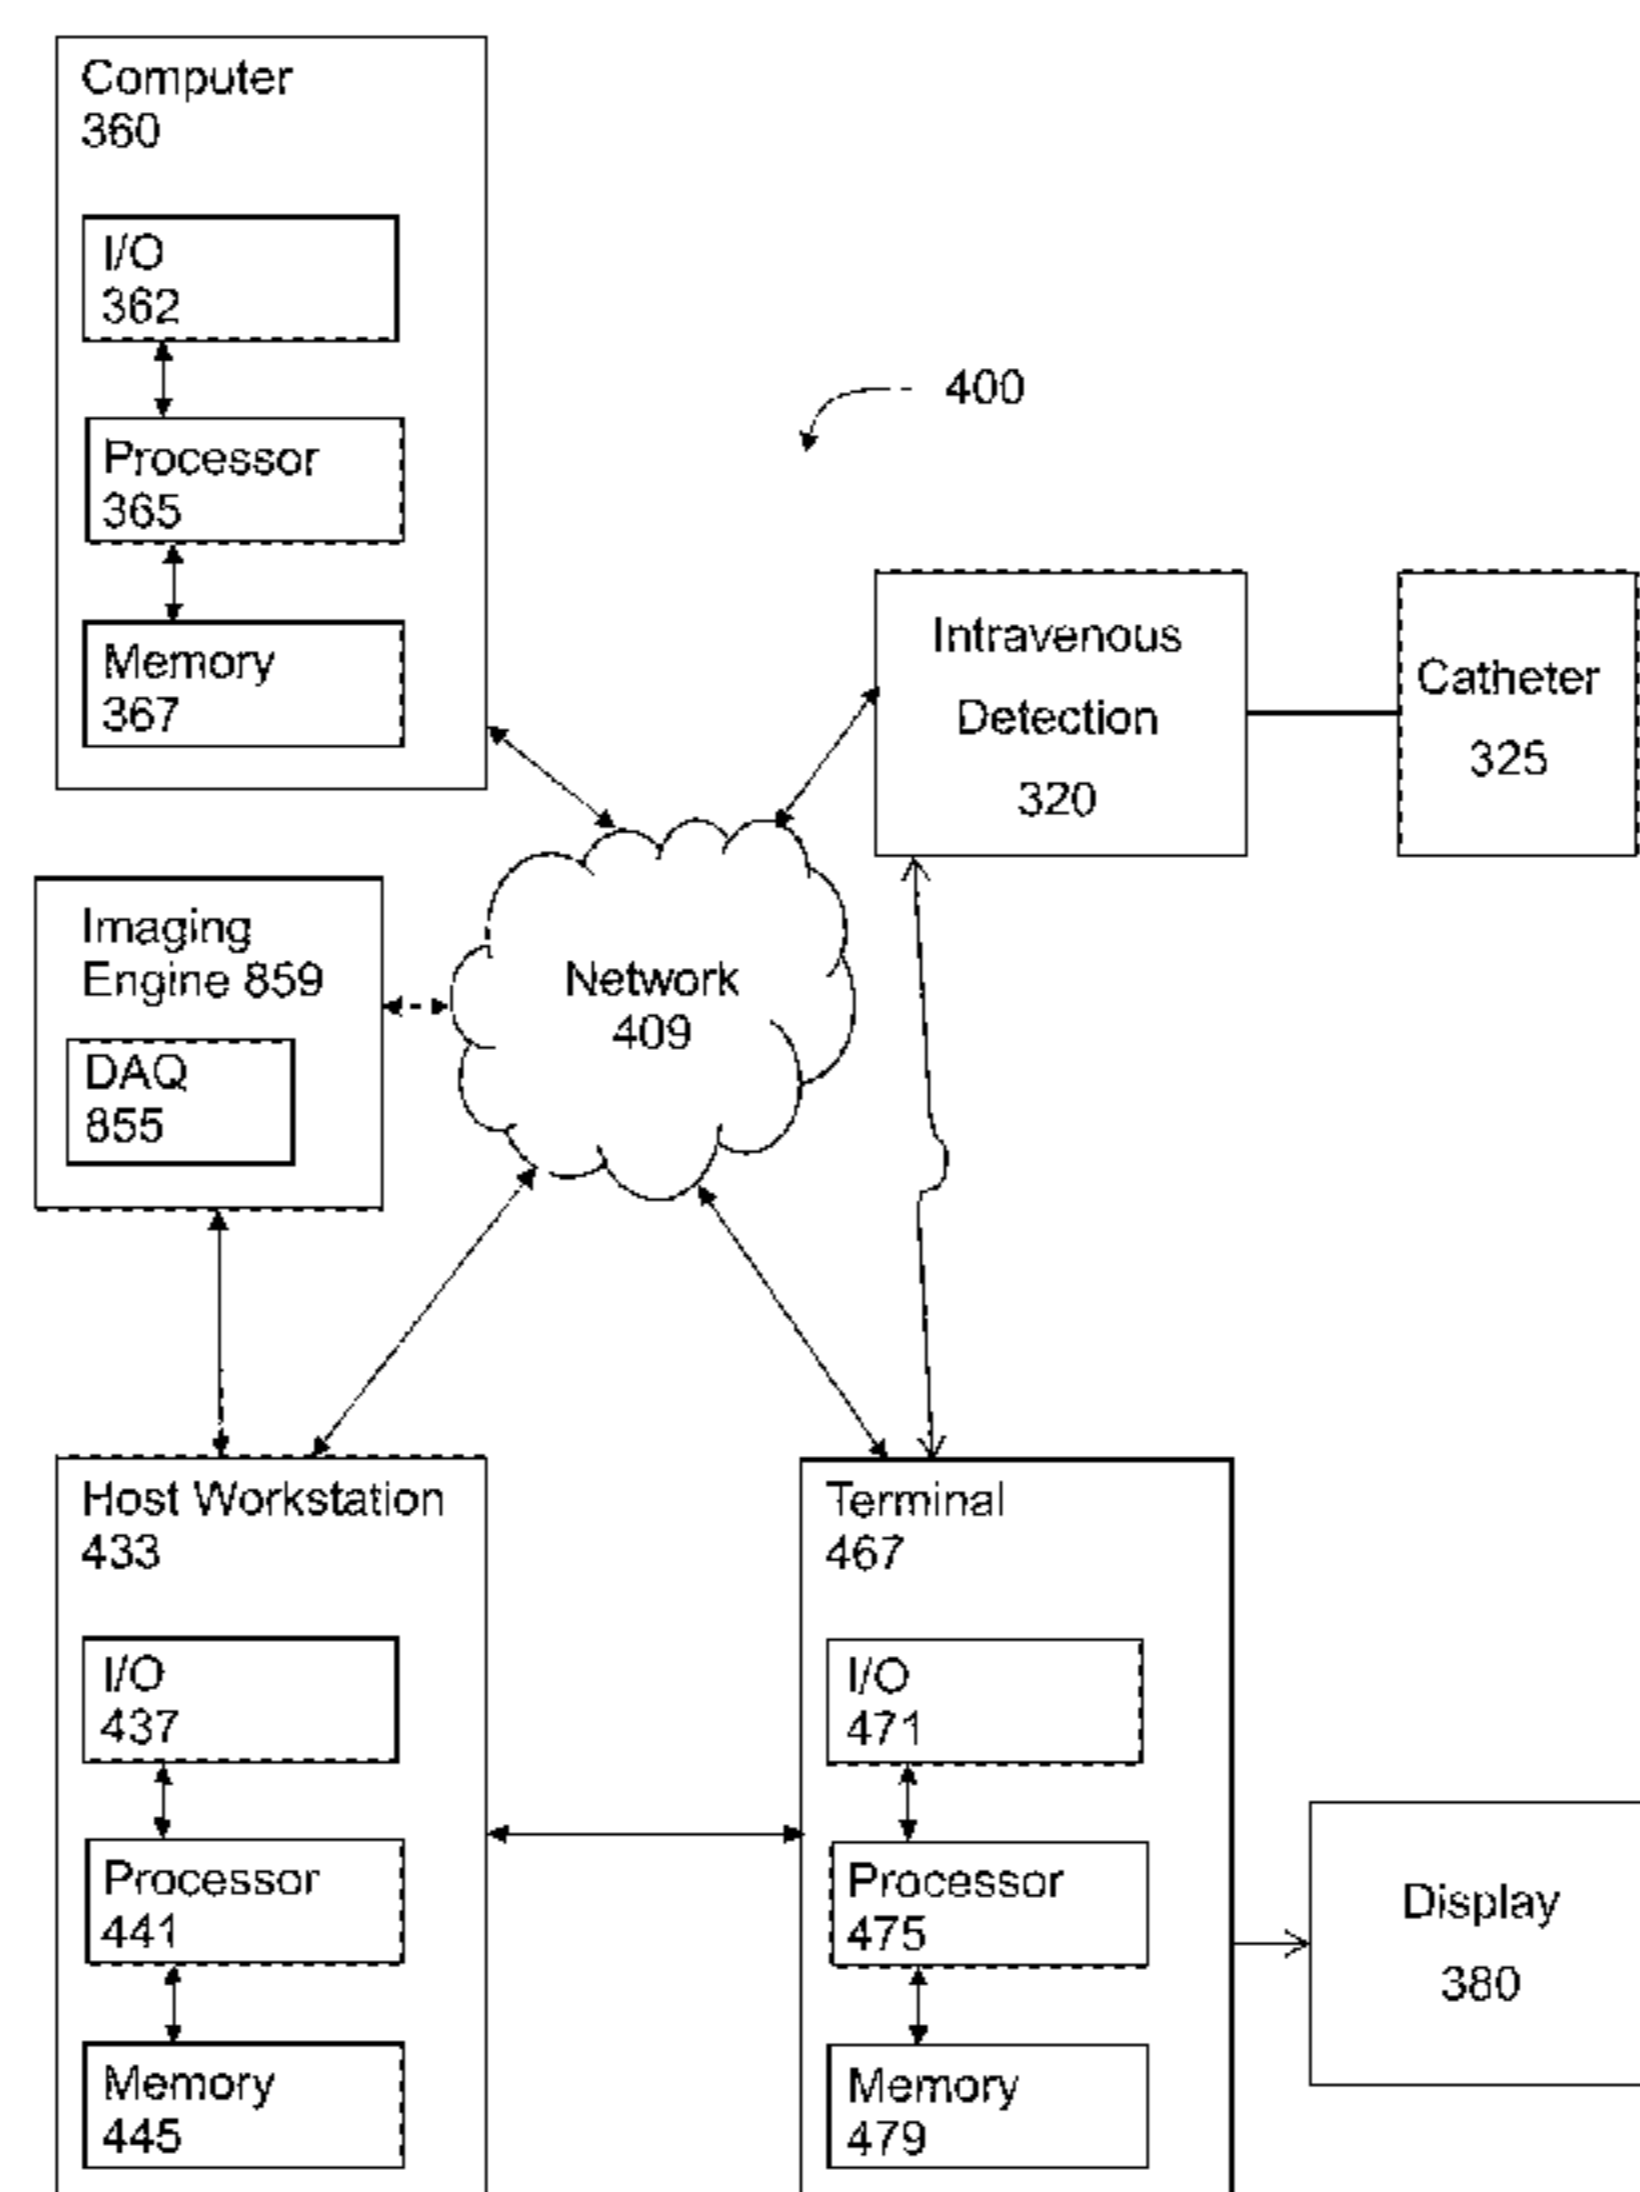 Computer
360
I/O
362
Processor
365
Memory
367
400
Intravenous
Detection
320
Catheter
325
Imaging
Engine 859
DAQ
855
Network
409
Host Workstation
433
I/O
437
Processor
441
Memory
445
Terminal
467
I/O
471
Processor
475
Memory
479
Display
380